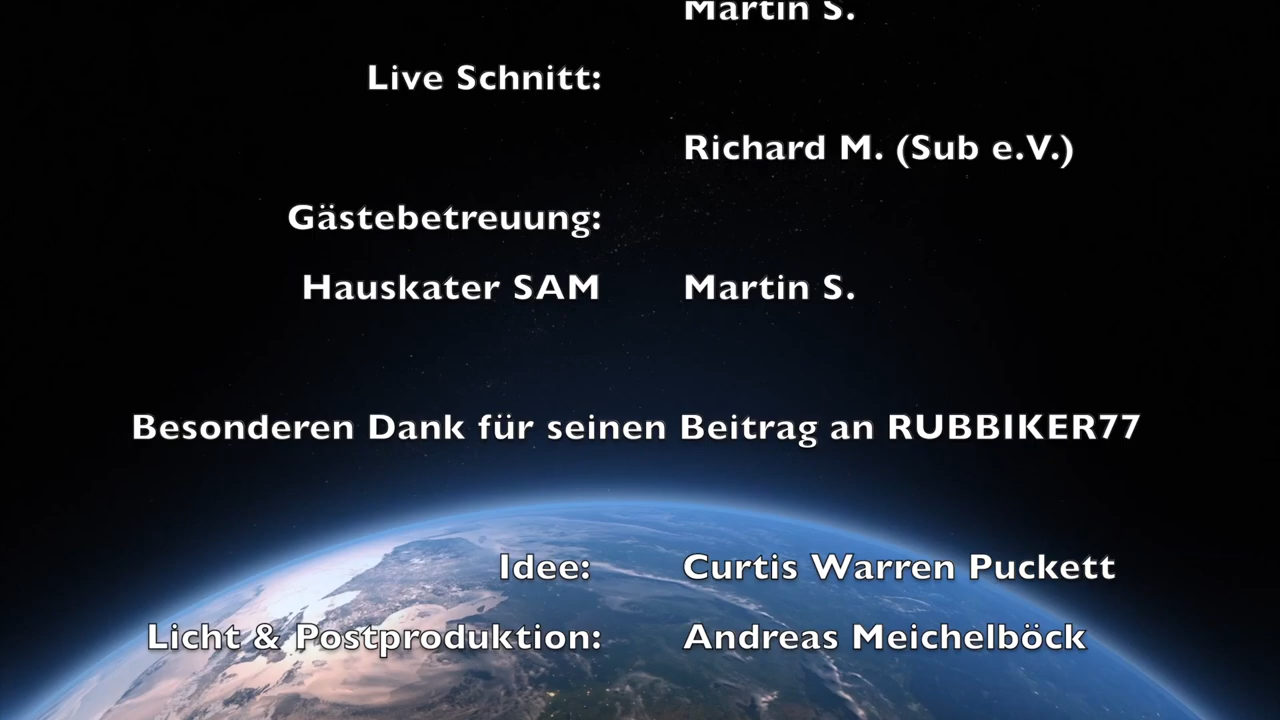 Martin S.
Live Schnitt:
Richard M. (Sub e.V.)
Gästebetreuung:
Hauskater SAM Martin S.
Besonderen Dank für seinen Beitrag an RUBBIKER77
Idee: Curtis Warren Puckett
Licht & Postproduktion: Andreas Meichelböck